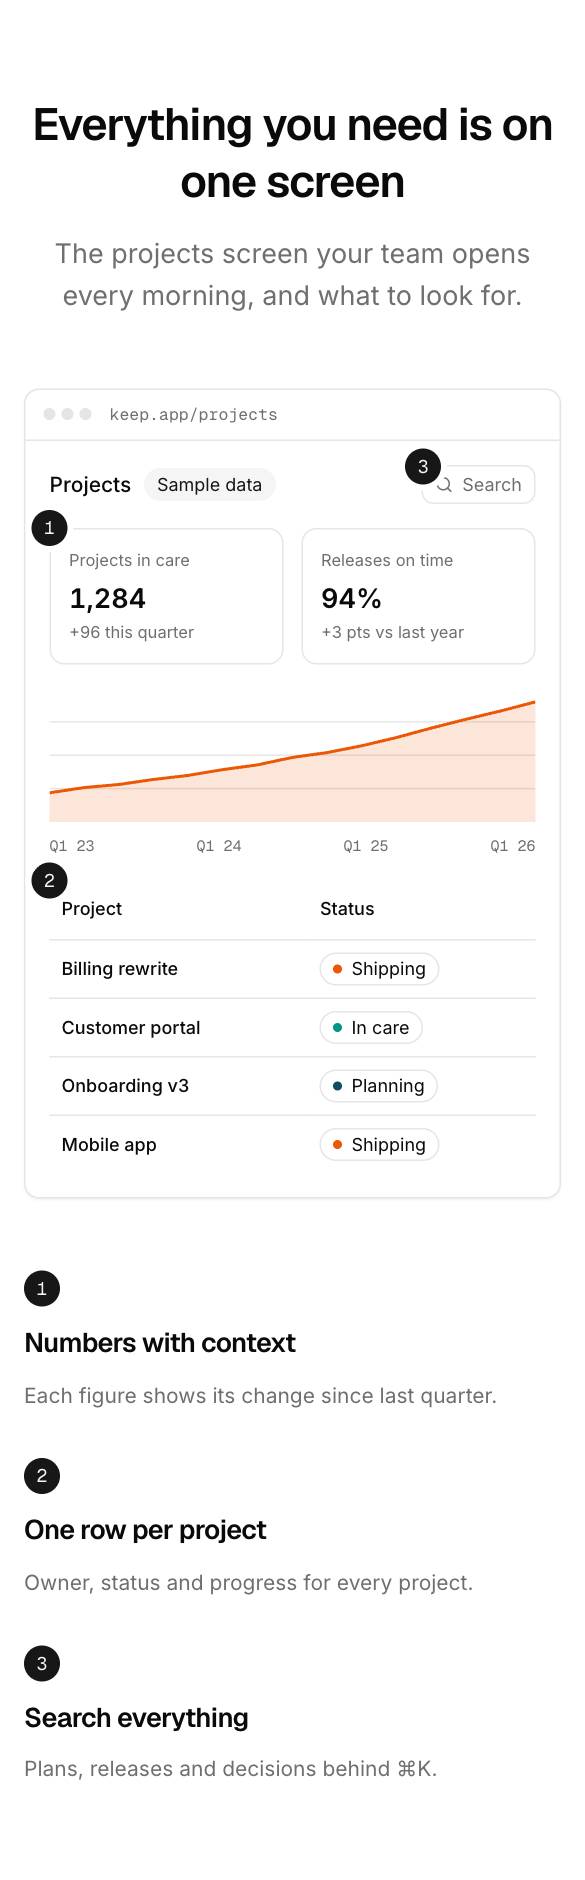 Everything you need is on
one screen
The projects screen your team opens
every morning, and what to look for.
keep.app/projects
Projects
Sample data
3
Search
1
Projects in care
1,284
+96 this quarter
Releases on time
94%
+3 pts vs last year
Q1 23
Q1 24
Q1 25
Q1 26
2
Project
Status
Billing rewrite
Shipping
Customer portal
In care
Onboarding v3
Planning
Mobile app
Shipping
1
Numbers with context
Each figure shows its change since last quarter.
2
One row per project
Owner, status and progress for every project.
3
Search everything
Plans, releases and decisions behind ⌘K.